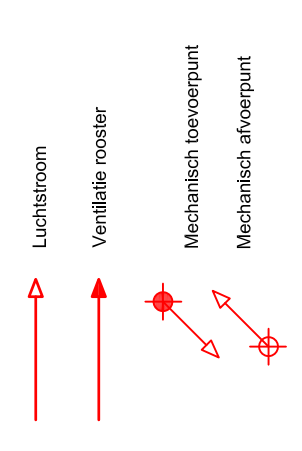 Luchtstroom
Ventilatie rooster
Mechanisch toevoerpunt
Mechanisch afvoerpunt